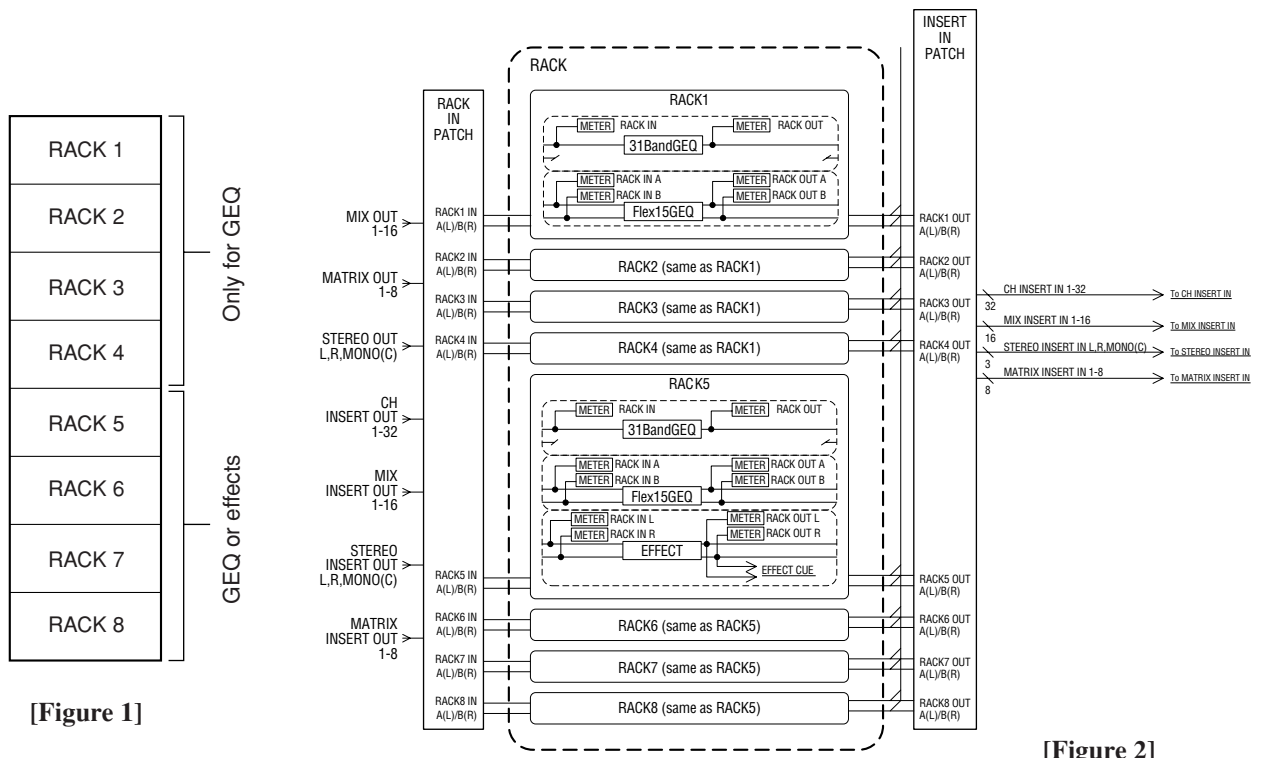 RACK 1
RACK 2
RACK 3
RACK 4
RACK 5
RACK 6
RACK 7
RACK 8
Only for GEQ
GEQ or effects
[Figure 1]
MIX OUT
1-16
MATRIX OUT
1-8
STEREO OUT
L,R,MONO(C)
CH
INSERT OUT
1-32
MIX
INSERT OUT
1-16
STEREO
INSERT OUT
L,R,MONO(C)
MATRIX
INSERT OUT
1-8
RACK
IN
PATCH
RACK1 IN
A(L)/B(R)
RACK2 IN
A(L)/B(R)
RACK3 IN
A(L)/B(R)
RACK4 IN
A(L)/B(R)
RACK5 IN
A(L)/B(R)
RACK6 IN
A(L)/B(R)
RACK7 IN
A(L)/B(R)
RACK8 IN
A(L)/B(R)
RACK
RACK1
METER RACK IN METER RACK OUT
31BandGEQ
METER RACK IN A METER RACK OUT A
METER RACK IN B METER RACK OUT B
Flex15GEQ
RACK2 (same as RACK1)
RACK3 (same as RACK1)
RACK4 (same as RACK1)
RACK5
METER RACK IN METER RACK OUT
31BandGEQ
METER RACK IN A METER RACK OUT A
METER RACK IN B METER RACK OUT B
Flex15GEQ
METER RACK IN L METER RACK OUT L
METER RACK IN R METER RACK OUT R
EFFECT
EFFECT CUE
RACK6 (same as RACK5)
RACK7 (same as RACK5)
RACK8 (same as RACK5)
INSERT
IN
PATCH
RACK1 OUT
A(L)/B(R)
RACK2 OUT
A(L)/B(R)
RACK3 OUT
A(L)/B(R)
RACK4 OUT
A(L)/B(R)
RACK5 OUT
A(L)/B(R)
RACK6 OUT
A(L)/B(R)
RACK7 OUT
A(L)/B(R)
RACK8 OUT
A(L)/B(R)
CH INSERT IN 1-32 To CH INSERT IN
32
MIX INSERT IN 1-16 To MIX INSERT IN
16
STEREO INSERT IN L,R,MONO(C) To STEREO INSERT IN
3
MATRIX INSERT IN 1-8 To MATRIX INSERT IN
8
[Figure 2]